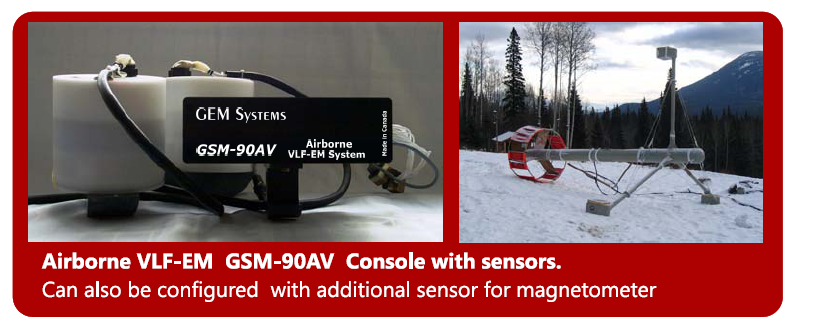 GEM SYSTEMS
GSM-90AV
Airborne
VLF-EM System
Made in Canada
Airborne VLF-EM  GSM-90AV  Console with sensors.
Can also be configured  with additional sensor for magnetometer